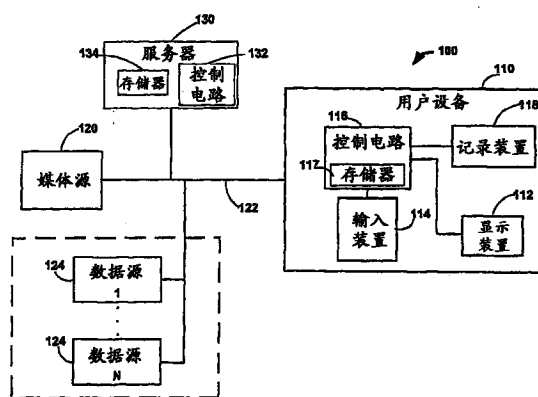 130
134
服务器
132
存储器
控制
电路
100
110
用户设备
116
控制电路
117
存储器
118
记录装置
120
媒体源
122
输入
装置
114
112
显示
装置
124
数据源
1
124
数据源
N